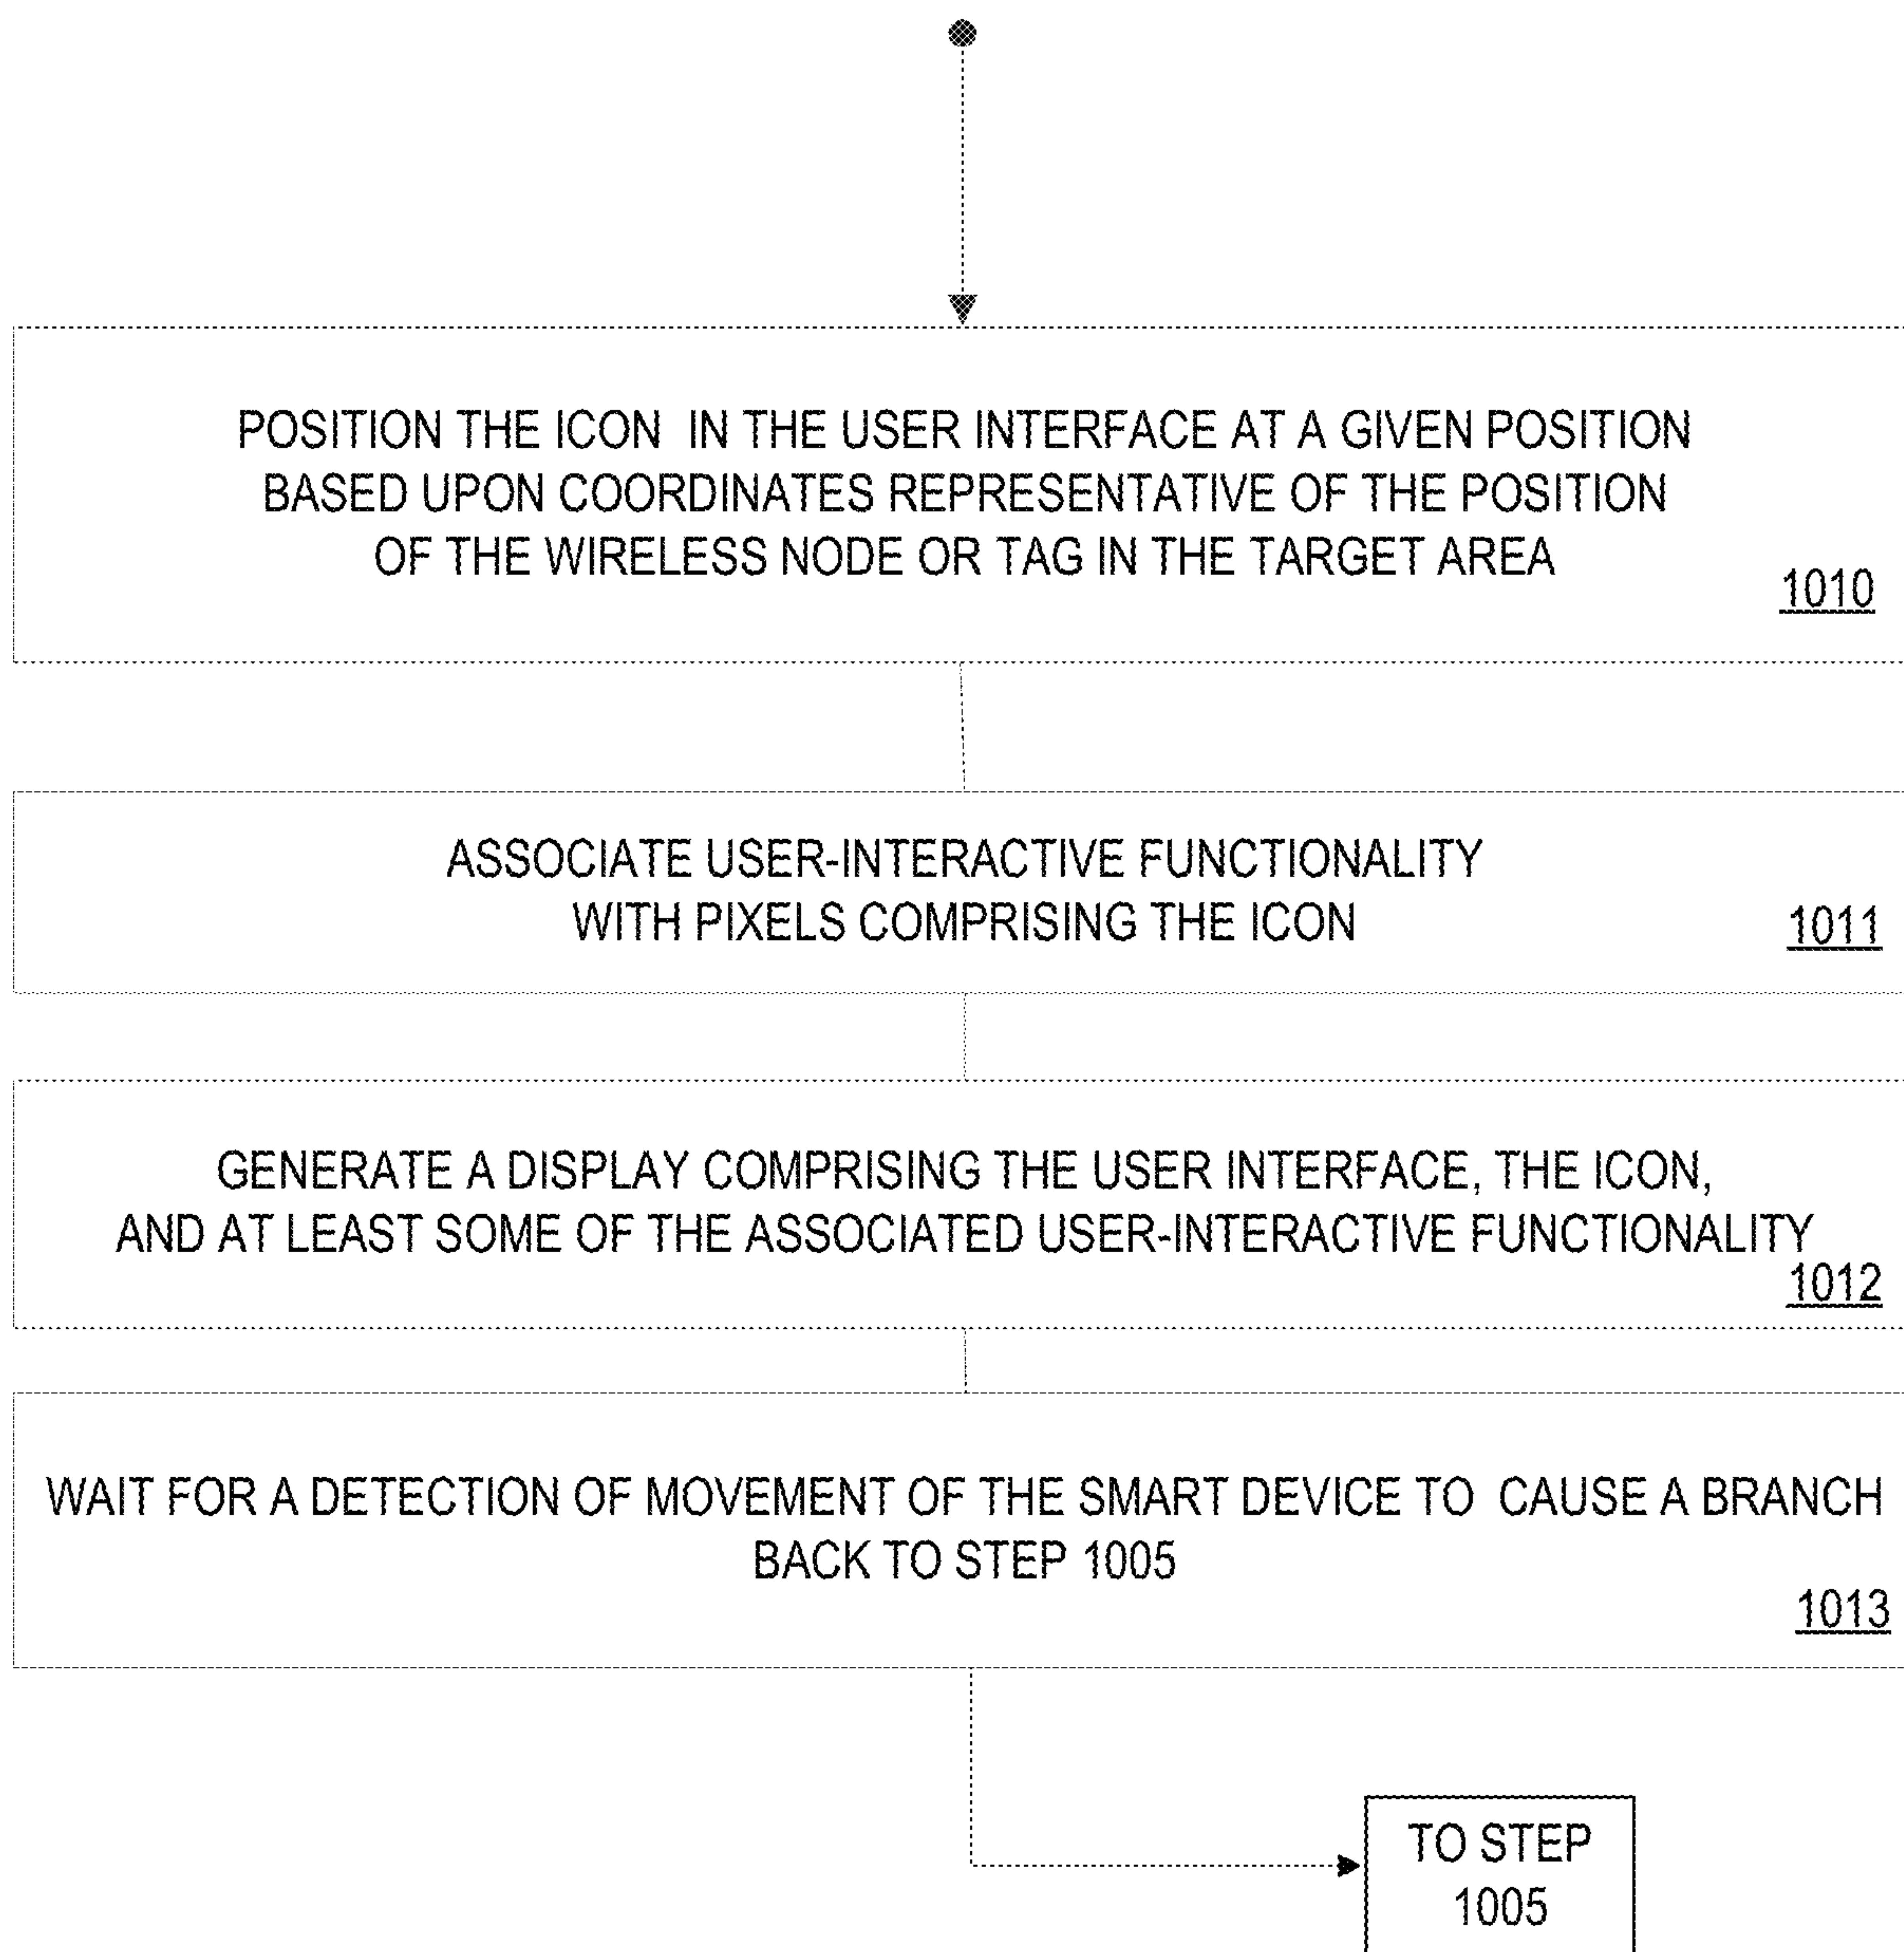 POSITION THE ICON IN THE USER INTERFACE AT A GIVEN POSITION
BASED UPON COORDINATES REPRESENTATIVE OF THE POSITION
OF THE WIRELESS NODE OR TAG IN THE TARGET AREA
1010
ASSOCIATE USER-INTERACTIVE FUNCTIONALITY
WITH PIXELS COMPRISING THE ICON
1011
GENERATE A DISPLAY COMPRISING THE USER INTERFACE, THE ICON,
AND AT LEAST SOME OF THE ASSOCIATED USER-INTERACTIVE FUNCTIONALITY
1012
WAIT FOR A DETECTION OF MOVEMENT OF THE SMART DEVICE TO CAUSE A BRANCH
BACK TO STEP 1005
1013
TO STEP
1005